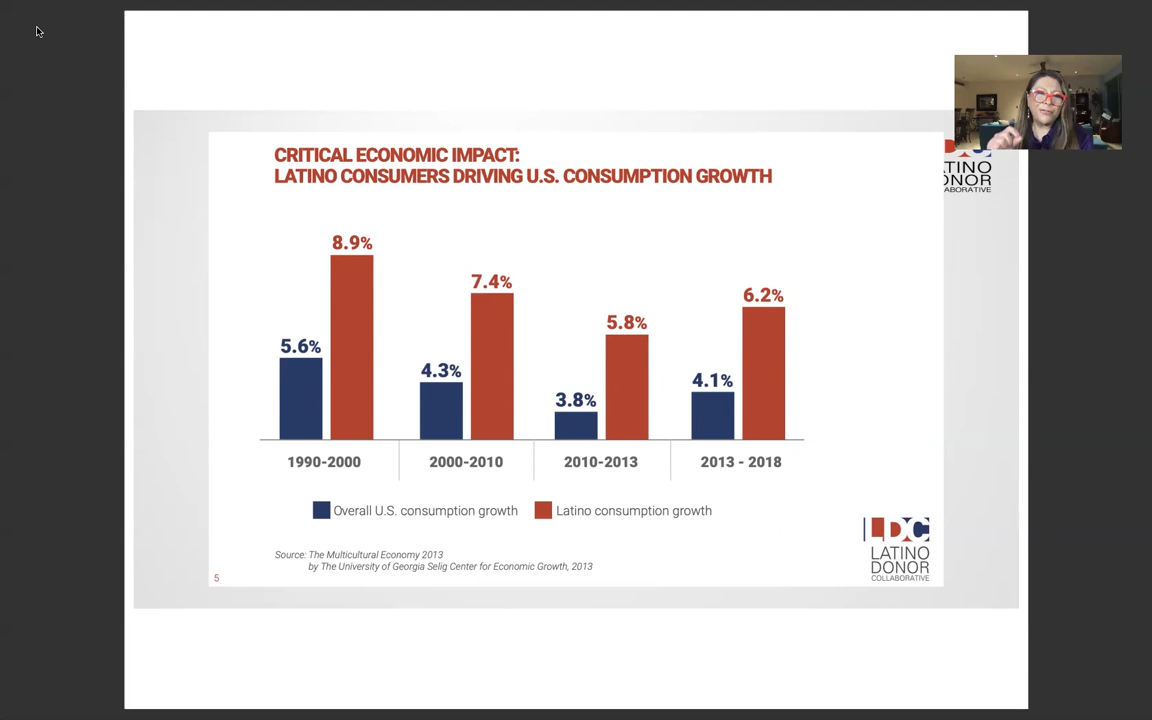 CRITICAL ECONOMIC IMPACT:
LATINO CONSUMERS DRIVING U.S. CONSUMPTION GROWTH
TINO
ONOR
ABORATIVE
8.9%
7.4%
6.2%
5.8%
5.6%
4.3%
4.1%
3.8%
1990-2000 2000-2010 2010-2013 2013 - 2018
Overall U.S. consumption growth Latino consumption growth
LDC
LATINO
DONOR
COLLABORATIVE
Source: The Multicultural Economy 2013
by The University of Georgia Selig Center for Economic Growth, 2013
5